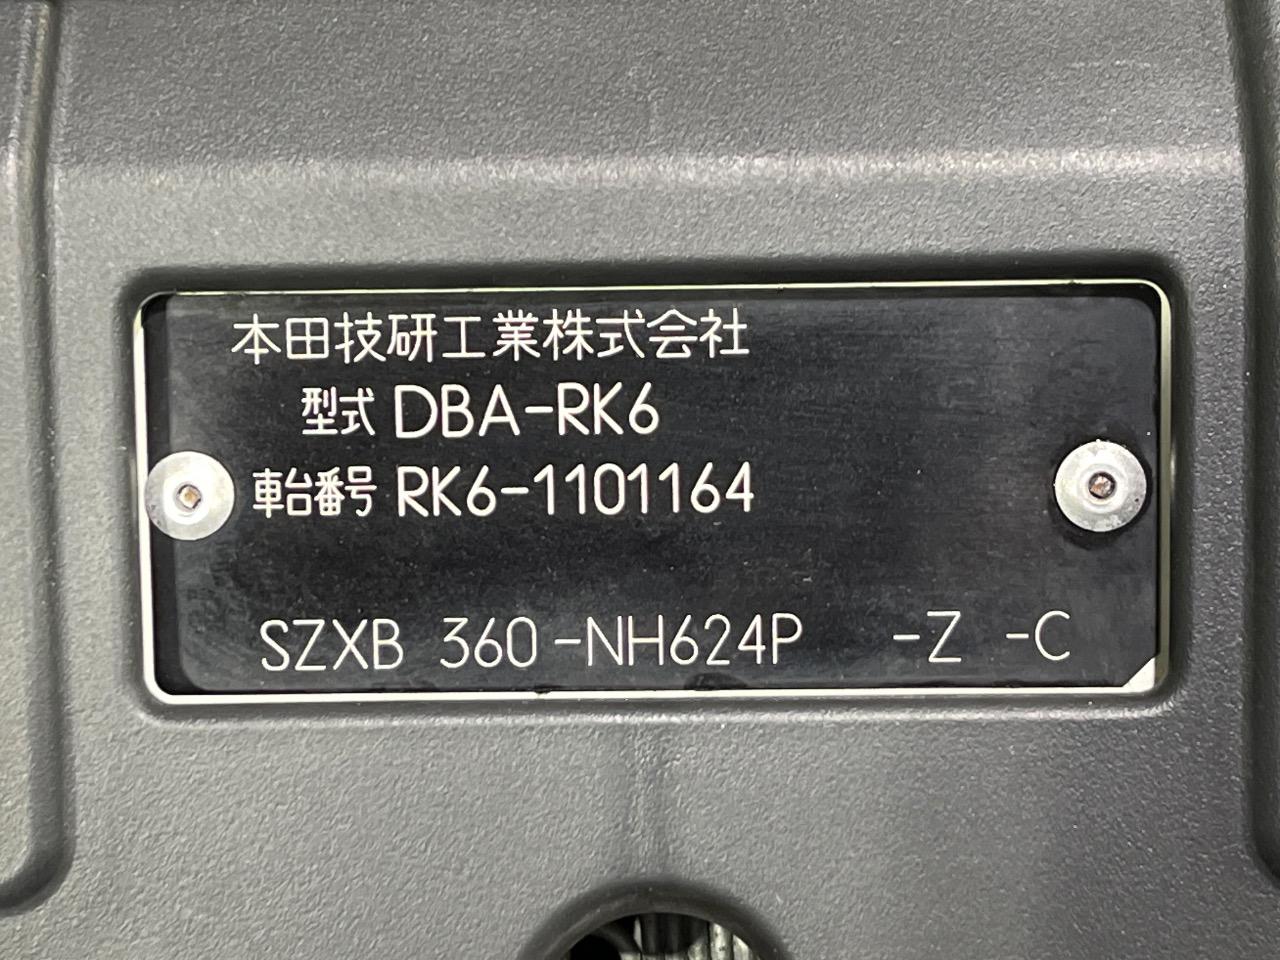 本田技研工業株式会社
型式 DBA-RK6
車台番号 RK6-1101164
SZXB 360-NH624P -Z -C